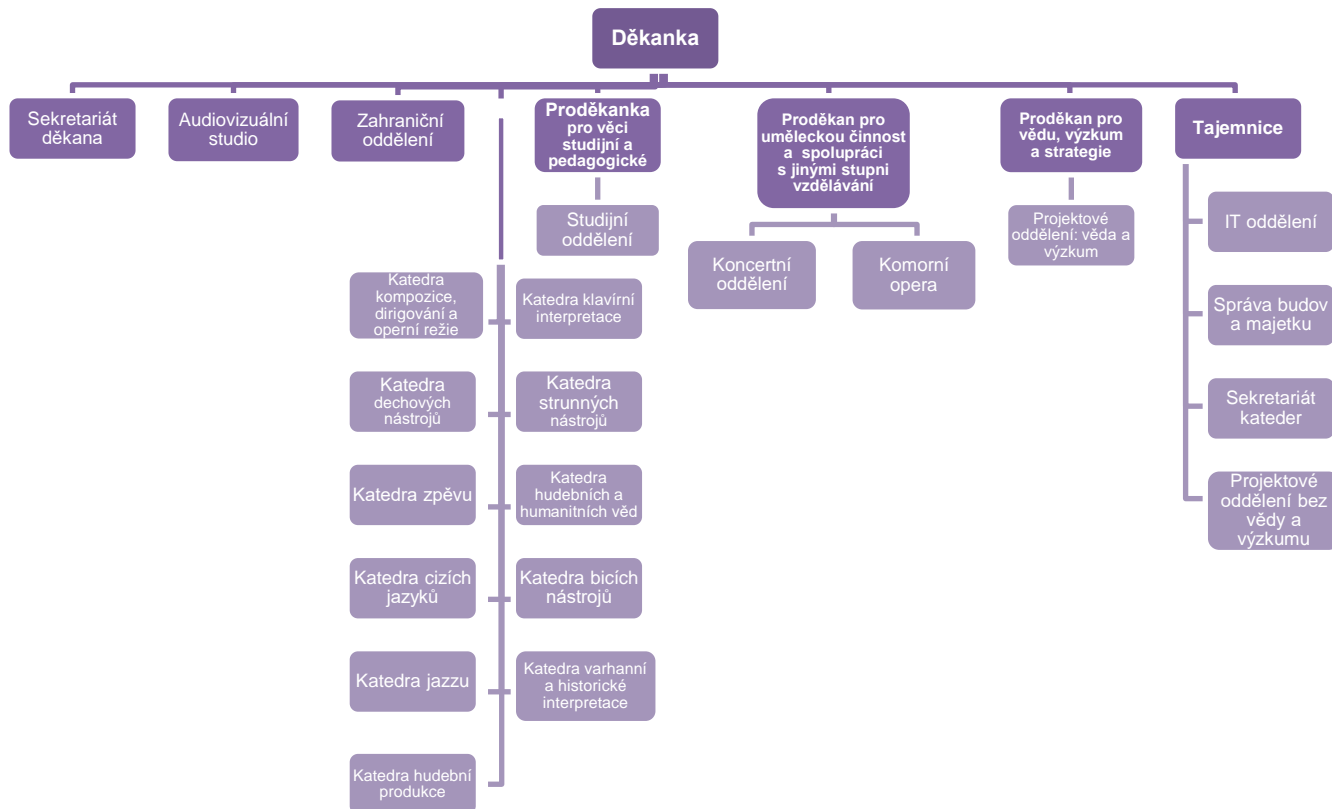 Děkanka
Sekretariát
děkana
Audiovizuální
studio
Zahraniční
oddělení
Proděkanka
pro věci
studijní a
pedagogické
Proděkan pro
uměleckou činnost
a spolupráci
s jinými stupni
vzdělávání
Proděkan pro
vědu, výzkum
a strategie
Tajemnice
Studijní
oddělení
Koncertní
oddělení
Komorní
opera
Projektové
oddělení: věda a
výzkum
IT oddělení
Správa budov
a majetku
Sekretariát
kateder
Projektové
oddělení bez
vědy a
výzkumu
Katedra
kompozice,
dirigování a
operní režie
Katedra klavírní
interpretace
Katedra
dechových
nástrojů
Katedra
strunných
nástrojů
Katedra zpěvu
Katedra
hudebních a
humanitních věd
Katedra cizích
jazyků
Katedra bicích
nástrojů
Katedra jazzu
Katedra varhanní
a historické
interpretace
Katedra hudební
produkce